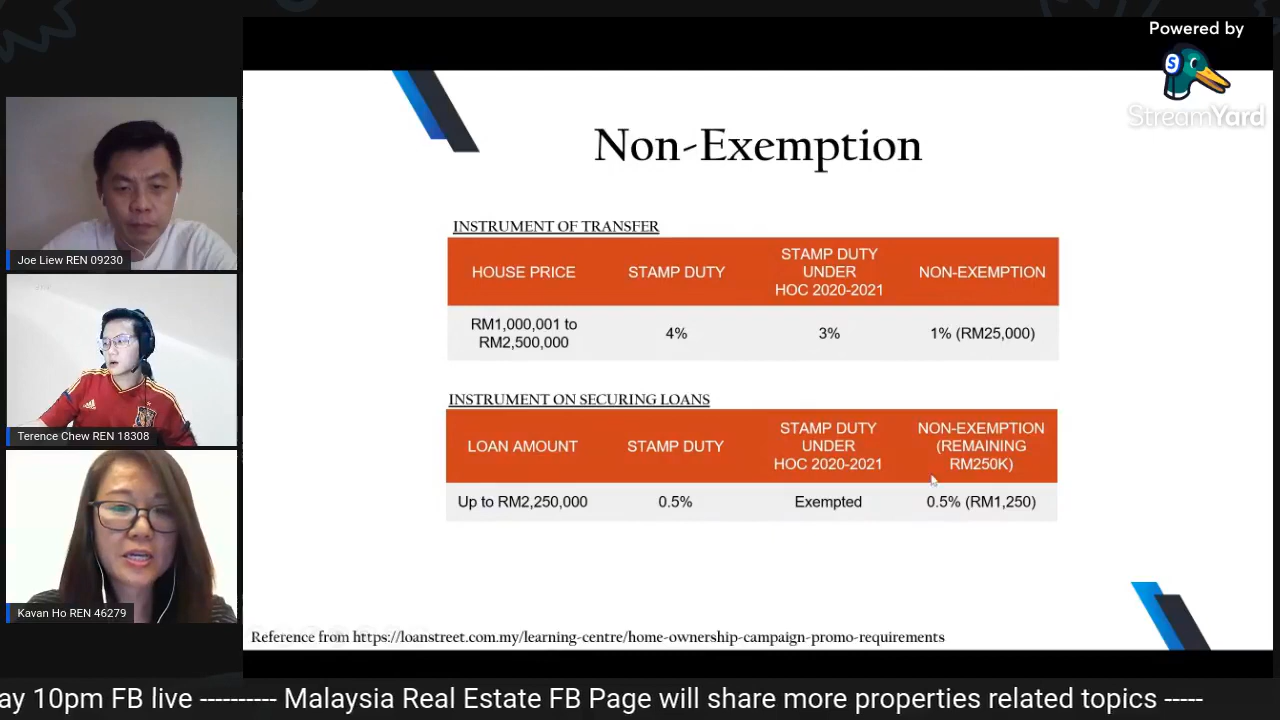 Powered by
StreamYard
Joe Liew REN 09230
Terence Chew REN 18308
Kavan Ho REN 46279
Non-Exemption
INSTRUMENT OF TRANSFER
HOUSE PRICE
STAMP DUTY
STAMP DUTY
UNDER
HOC 2020-2021
NON-EXEMPTION
RM1,000,001 to
RM2,500,000
4%
3%
1% (RM25,000)
INSTRUMENT ON SECURING LOANS
LOAN AMOUNT
STAMP DUTY
STAMP DUTY
UNDER
HOC 2020-2021
NON-EXEMPTION
(REMAINING
RM250K)
Up to RM2,250,000
0.5%
Exempted
0.5% (RM1,250)
Reference from https://loanstreet.com.my/learning-centre/home-ownership-campaign-promo-requirements
ay 10pm FB live ---------- Malaysia Real Estate FB Page will share more properties related topics -----